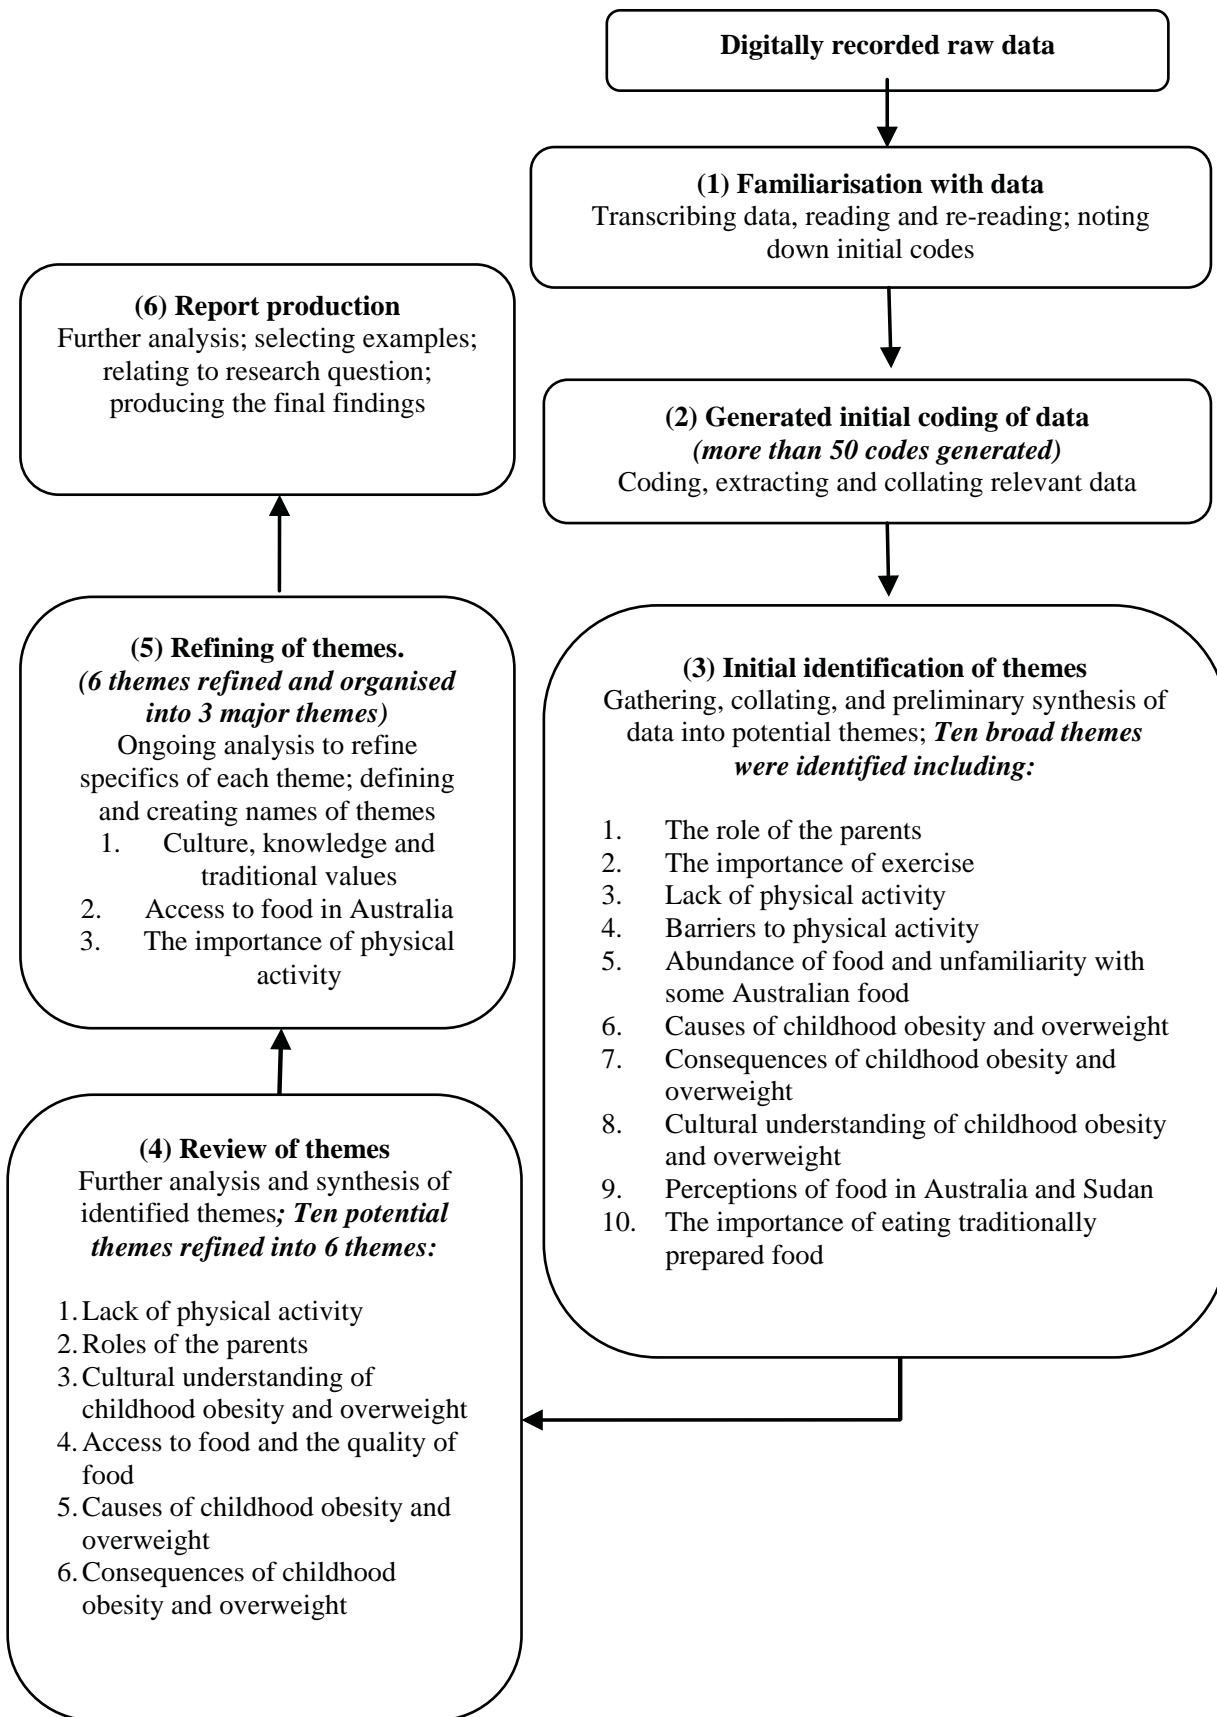 Digitally recorded raw data
(1) Familiarisation with data
Transcribing data, reading and re-reading; noting
down initial codes
(2) Generated initial coding of data
(more than 50 codes generated)
Coding, extracting and collating relevant data
(3) Initial identification of themes
Gathering, collating, and preliminary synthesis of
data into potential themes; Ten broad themes
were identified including:
1. The role of the parents
2. The importance of exercise
3. Lack of physical activity
4. Barriers to physical activity
5. Abundance of food and unfamiliarity with
some Australian food
6. Causes of childhood obesity and overweight
7. Consequences of childhood obesity and
overweight
8. Cultural understanding of childhood obesity
and overweight
9. Perceptions of food in Australia and Sudan
10. The importance of eating traditionally
prepared food
(4) Review of themes
Further analysis and synthesis of
identified themes; Ten potential
themes refined into 6 themes:
1. Lack of physical activity
2. Roles of the parents
3. Cultural understanding of
childhood obesity and overweight
4. Access to food and the quality of
food
5. Causes of childhood obesity and
overweight
6. Consequences of childhood
obesity and overweight
(5) Refining of themes.
(6 themes refined and organised
into 3 major themes)
Ongoing analysis to refine
specifics of each theme; defining
and creating names of themes
1. Culture, knowledge and
traditional values
2. Access to food in Australia
3. The importance of physical
activity
(6) Report production
Further analysis; selecting examples;
relating to research question;
producing the final findings